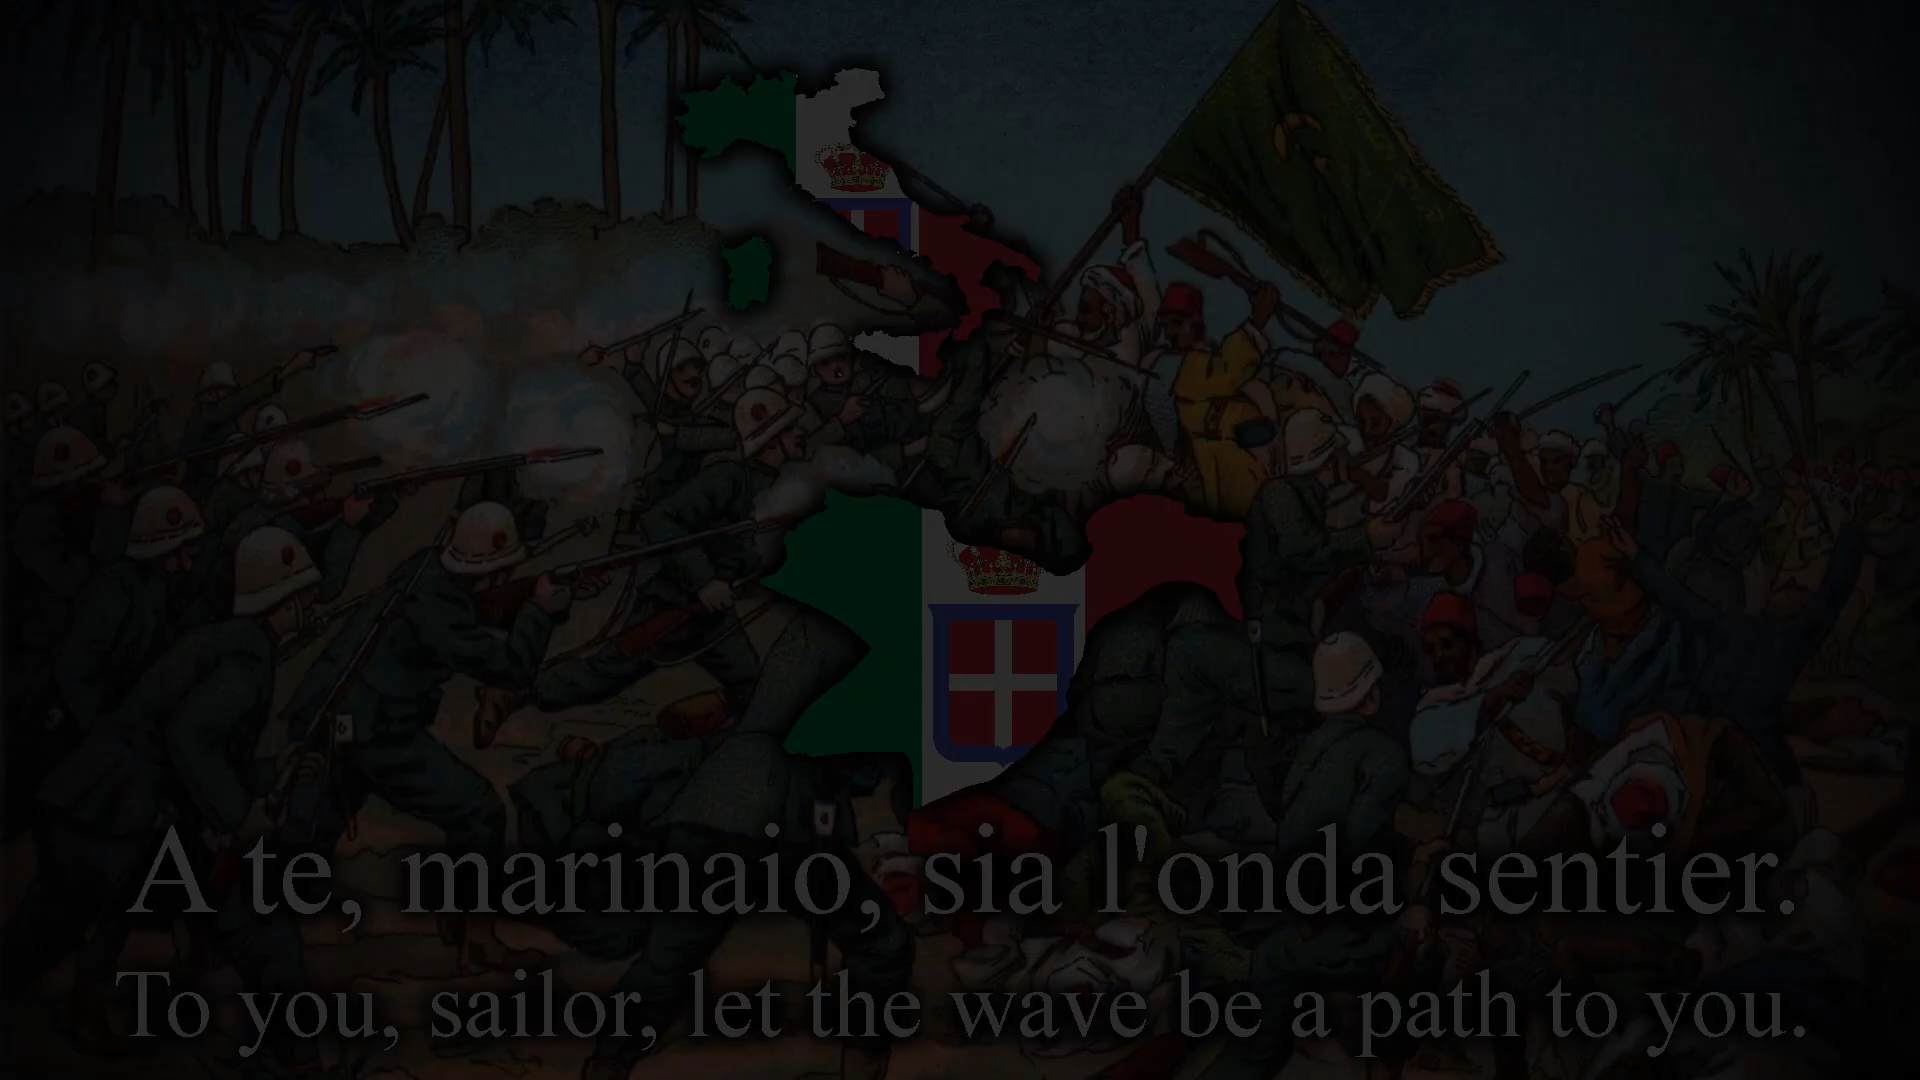 A te, marinaio, sia l'onda sentier.
To you, sailor, let the wave be a path to you.